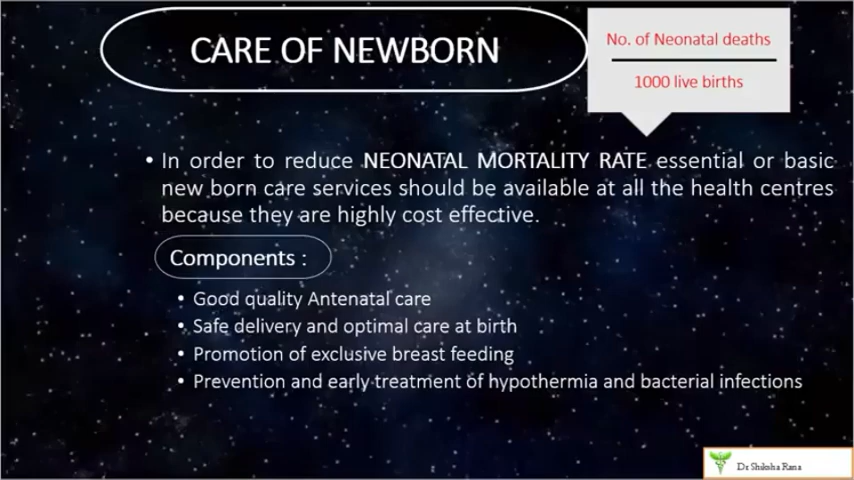 CARE OF NEWBORN
No. of Neonatal deaths
1000 live births
• In order to reduce NEONATAL MORTALITY RATE essential or basic
new born care services should be available at all the health centres
because they are highly cost effective.
Components :
• Good quality Antenatal care
• Safe delivery and optimal care at birth
• Promotion of exclusive breast feeding
• Prevention and early treatment of hypothermia and bacterial infections
Dr Shiksha Rana